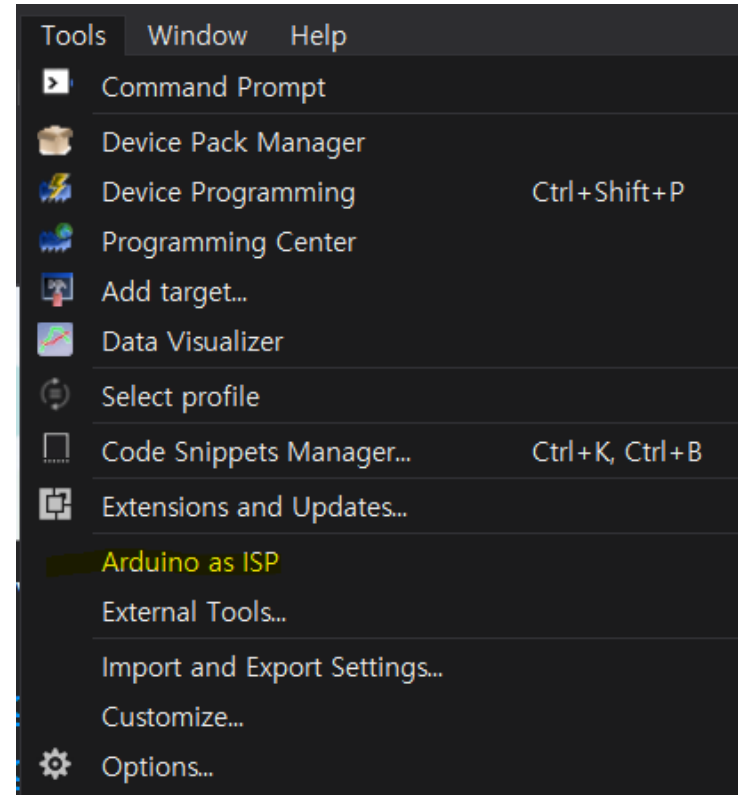 Tools Window Help
Command Prompt
Device Pack Manager
Device Programming Ctrl+Shift+P
Programming Center
Add target...
Data Visualizer
Select profile
Code Snippets Manager... Ctrl+K, Ctrl+B
Extensions and Updates...
Arduino as ISP
External Tools...
Import and Export Settings...
Customize...
Options...